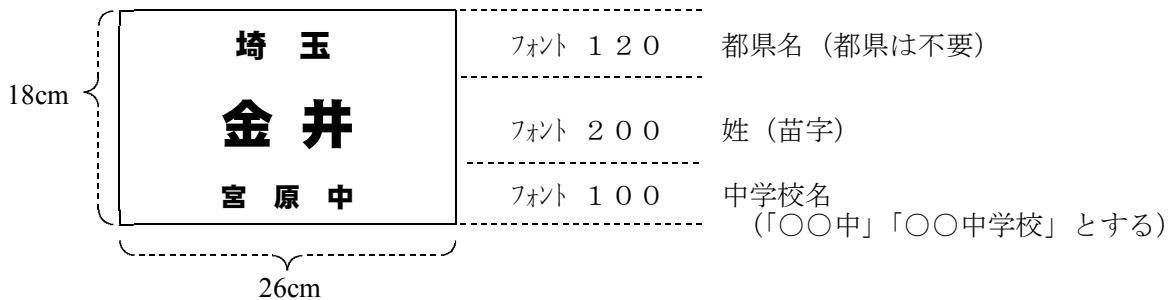 埼 玉 ﾌｫﾝﾄ １２０ 都県名（都県は不要）
18cm
金 井 ﾌｫﾝﾄ ２００ 姓（苗字）
宮 原 中 ﾌｫﾝﾄ １００ 中学校名
（「○○中」「○○中学校」とする）
26cm